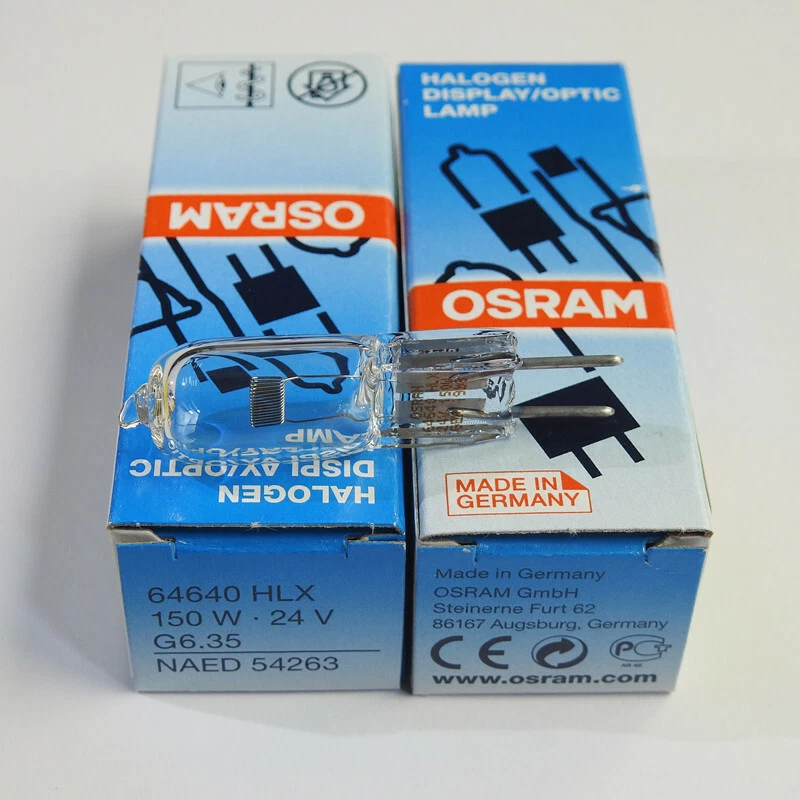 OSRAM
HALOGEN
DISPLAY/OPTIC
LAMP
64640 HLX
150 W · 24 V
G6.35
NAED 54263
HALOGEN
DISPLAY/OPTIC
LAMP
OSRAM
MADE IN
GERMANY
Made in Germany
OSRAM GmbH
Steinerne Furt 62
86167 Augsburg, Germany
CE
www.osram.com